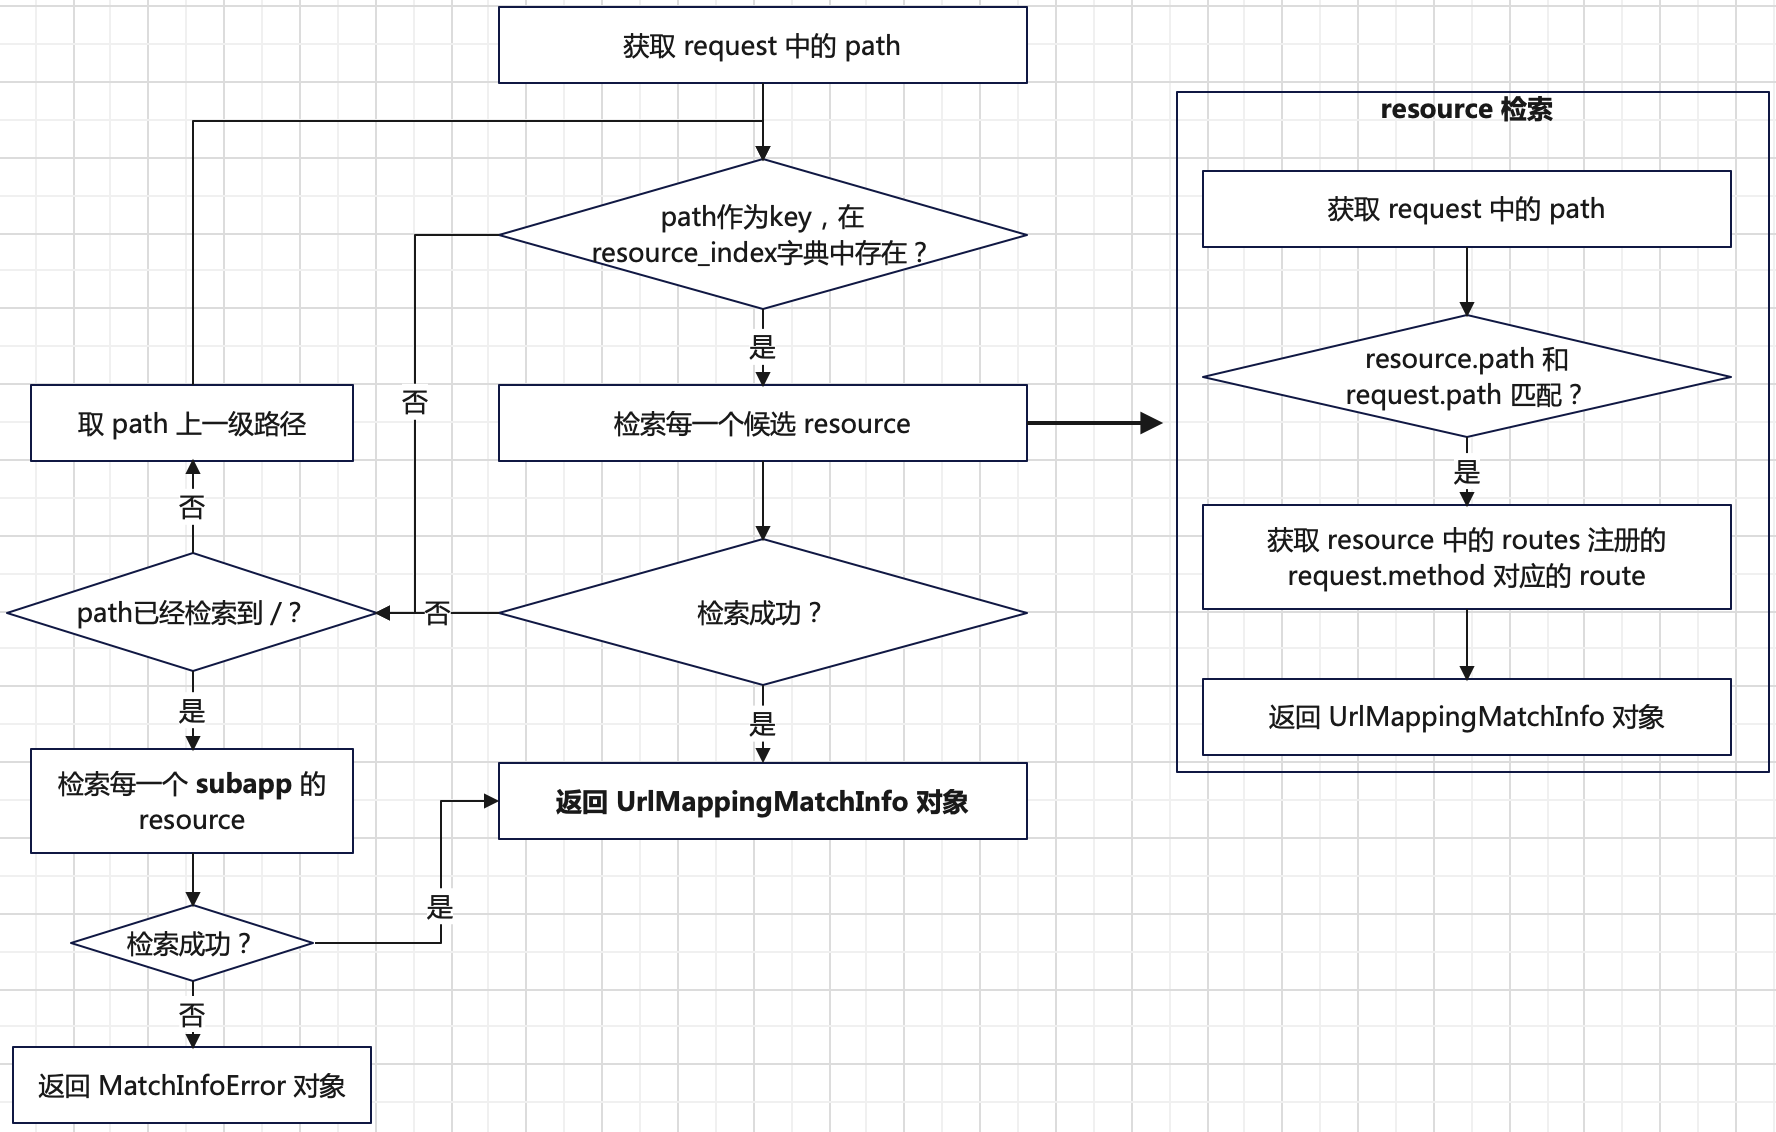 获取 request 中的 path
path作为key，在
resource_index字典中存在？
是
否
取 path 上一级路径
检索每一个候选 resource
否
path已经检索到 /？
否
检索成功？
是
是
检索每一个 subapp 的
resource
返回 UrlMappingMatchInfo 对象
是
检索成功？
否
返回 MatchInfoError 对象
resource 检索
获取 request 中的 path
resource.path 和
request.path 匹配？
是
获取 resource 中的 routes 注册的
request.method 对应的 route
返回 UrlMappingMatchInfo 对象